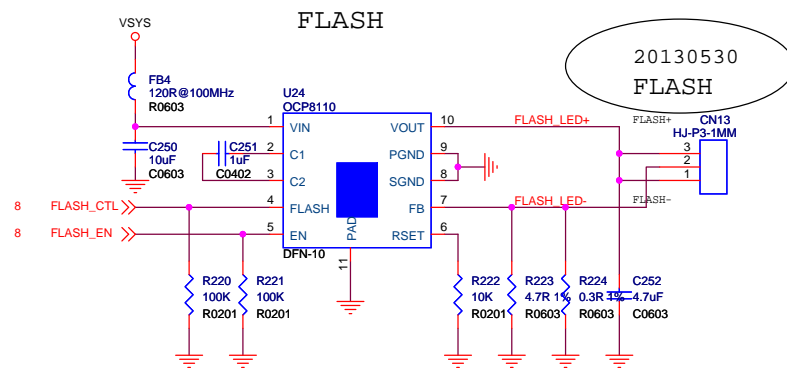 FLASH
VSYS
20130530
FLASH
FB4
120R@100MHz
R0603
U24
OCP8110
CN13
HJ-P3-1MM
1 VIN
VOUT 10
FLASH_LED+
FLASH+
C250
10uF
C0603
C251
1uF
C0402
2 C1
3 C2
PGND 9
SGND 8
3
2
1
8 FLASH_CTL
4 FLASH
FB 7
FLASH_LED-
FLASH-
8 FLASH_EN
5 EN
RSET 6
PAD
DFN-10
11
R220
100K
R0201
R221
100K
R0201
R222
10K
R0201
R223
4.7R 1%
R0603
R224
0.3R 1%
R0603
C252
4.7uF
C0603